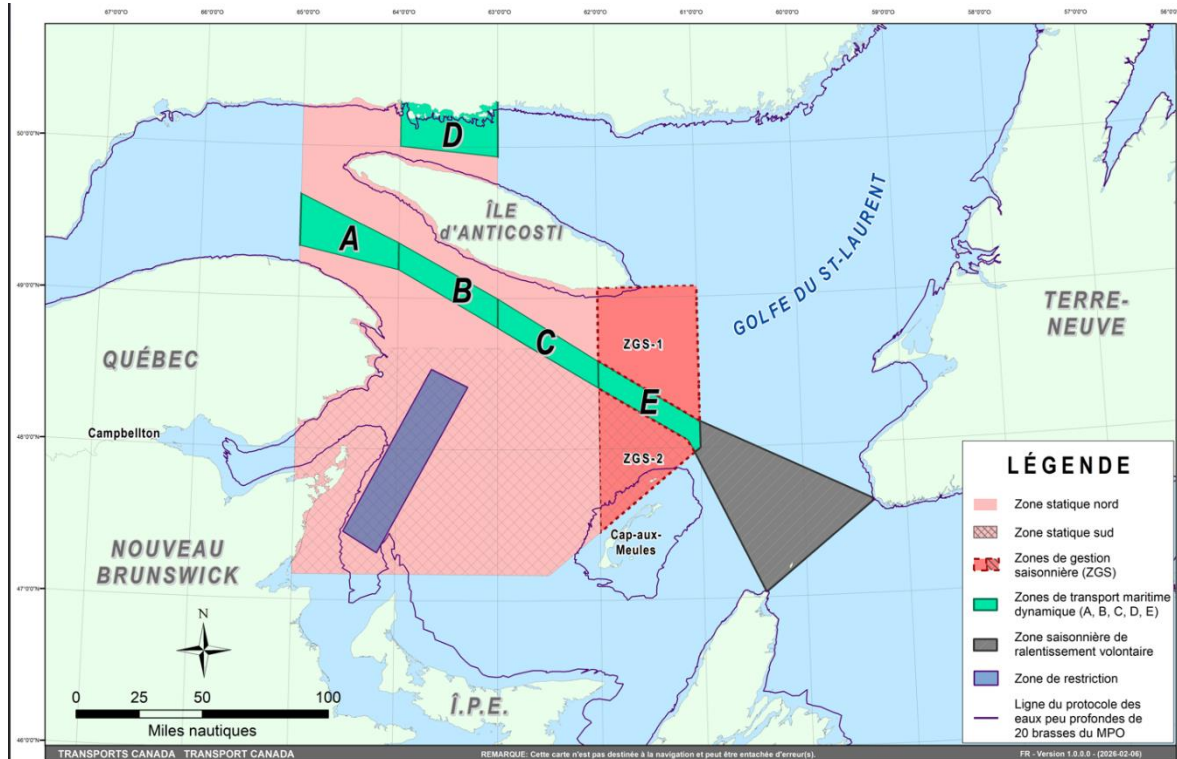 67°0'0"O 66°0'0"O 65°0'0"O 64°0'0"O 63°0'0"O 62°0'0"O 61°0'0"O 60°0'0"O 59°0'0"O 58°0'0"O 57°0'0"O
50°0'0"N
D
ÎLE
d'ANTICOSTI
A
B
49°0'0"N
GOLFE DU ST-LAURENT
TERRE-
NEUVE
C
ZGS-1
QUÉBEC
E
Campbellton
48°0'0"N
ZGS-2
Cap-aux-
Meules
NOUVEAU
BRUNSWICK
47°0'0"N
N
0 25 50 100
Miles nautiques
Î.P.E.
LÉGENDE
Zone statique nord
Zone statique sud
Zones de gestion
saisonnière (ZGS)
Zones de transport maritime
dynamique (A, B, C, D, E)
Zone saisonnière de
ralentissement volontaire
Zone de restriction
Ligne du protocole des
eaux peu profondes de
20 brasses du MPO
TRANSPORTS CANADA TRANSPORT CANADA
REMARQUE: Cette carte n'est pas destinée à la navigation et peut être entachée d'erreur(s).
FR - Version 1.0.0.0 - (2026-02-06)